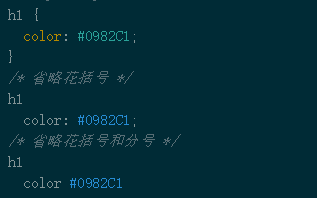 h1 {
  color: #0982C1;
}
/* 省略花括号 */
h1
  color: #0982C1;
/* 省略花括号和分号 */
h1
  color #0982C1